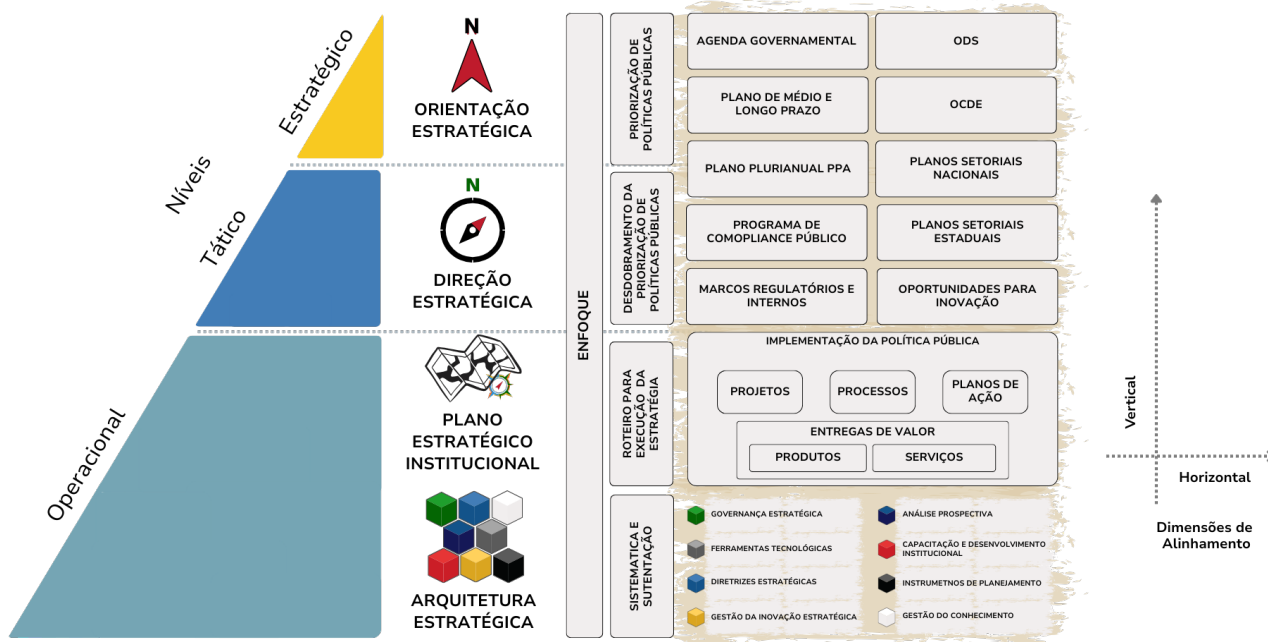 Níveis
Estratégico
Tático
Operacional
N
ORIENTAÇÃO
ESTRATÉGICA
N
DIREÇÃO
ESTRATÉGICA
PLANO
ESTRATÉGICO
INSTITUCIONAL
ARQUITETURA
ESTRATÉGICA
ENFOQUE
PRIORIZAÇÃO DE
POLÍTICAS PÚBLICAS
DESDOBRAMENTO DA
PRIORIZAÇÃO DE
POLÍTICAS PÚBLICAS
ROTEIRO PARA
EXECUÇÃO DA
ESTRATÉGIA
SISTEMATICA E
SUTENTAÇÃO
AGENDA GOVERNAMENTAL
ODS
PLANO DE MÉDIO E
LONGO PRAZO
OCDE
PLANO PLURIANUAL PPA
PLANOS SETORIAIS
NACIONAIS
PROGRAMA DE
COMOPLIANCE PÚBLICO
PLANOS SETORIAIS
ESTADUAIS
MARCOS REGULATÓRIOS E
INTERNOS
OPORTUNIDADES PARA
INOVAÇÃO
IMPLEMENTAÇÃO DA POLÍTICA PÚBLICA
PROJETOS
PROCESSOS
PLANOS DE
AÇÃO
ENTREGAS DE VALOR
PRODUTOS
SERVIÇOS
GOVERNANÇA ESTRATÉGICA
ANÁLISE PROSPECTIVA
FERRAMENTAS TECNOLÓGICAS
CAPACITAÇÃO E DESENVOLVIMENTO
INSTITUCIONAL
DIRETRIZES ESTRATÉGICAS
INSTRUMETNOS DE PLANEJAMENTO
GESTÃO DA INOVAÇÃO ESTRATÉGICA
GESTÃO DO CONHECIMENTO
Vertical
Horizontal
Dimensões de
Alinhamento